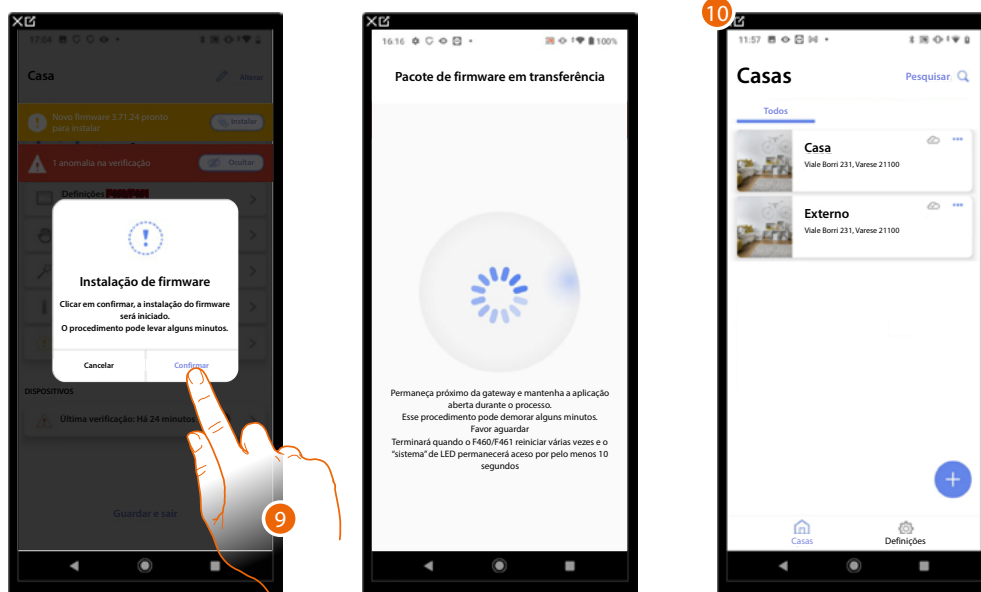 17:04
Casa
Alterar
Novo firmware 3.71.24 pronto
para instalar
Instalar
1 anomalia na verificação
Ocultar
Definições
Instalação de firmware
Clicar em confirmar, a instalação do firmware
será iniciado.
O procedimento pode levar alguns minutos.
Cancelar
Confirmar
DISPOSITIVOS
Última verificação: Há 24 minutos
Guardar e sair
9
16:16
100%
Pacote de firmware em transferência
Permaneça próximo da gateway e mantenha a aplicação
aberta durante o processo.
Esse procedimento pode demorar alguns minutos.
Favor aguardar
Terminará quando o F460/F461 reiniciar várias vezes e o
"sistema" de LED permanecerá aceso por pelo menos 10
segundos
10
11:57
Casas
Pesquisar
Todos
Casa
Viale Borri 231, Varese 21100
Externo
Viale Borri 231, Varese 21100
Casas
Definições